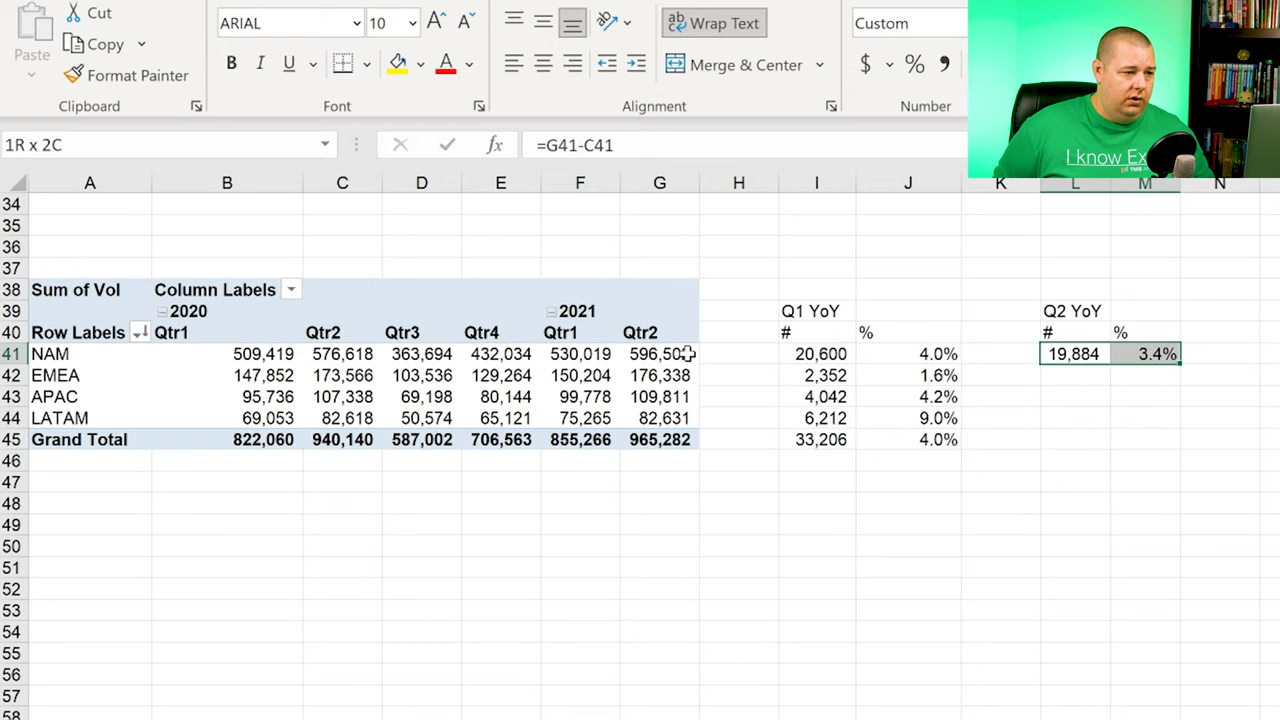 Cut
ARIAL 10 A A Wrap Text Custom
Paste Copy
Format Painter B I U A Merge & Center $ % ,
Clipboard Font Alignment Number
I know
1R x 2C fx =G41-C41
A B C D E F G H I J K L M N
34
35
36
37
38 Sum of Vol Column Labels
39 2020 2021 Q1 YoY Q2 YoY
40 Row Labels Qtr1 Qtr2 Qtr3 Qtr4 Qtr1 Qtr2 # % # %
41 NAM 509,419 576,618 363,694 432,034 530,019 20,600 4.0% 19,884 3.4%
42 EMEA 147,852 173,566 103,536 129,264 150,204 176,338 2,352 1.6%
43 APAC 95,736 107,338 69,198 80,144 99,778 109,811 4,042 4.2%
44 LATAM 69,053 82,618 50,574 65,121 75,265 82,631 6,212 9.0%
45 Grand Total 822,060 940,140 587,002 706,563 855,266 965,282 33,206 4.0%
46
47
48
49
50
51
52
53
54
55
56
57
58